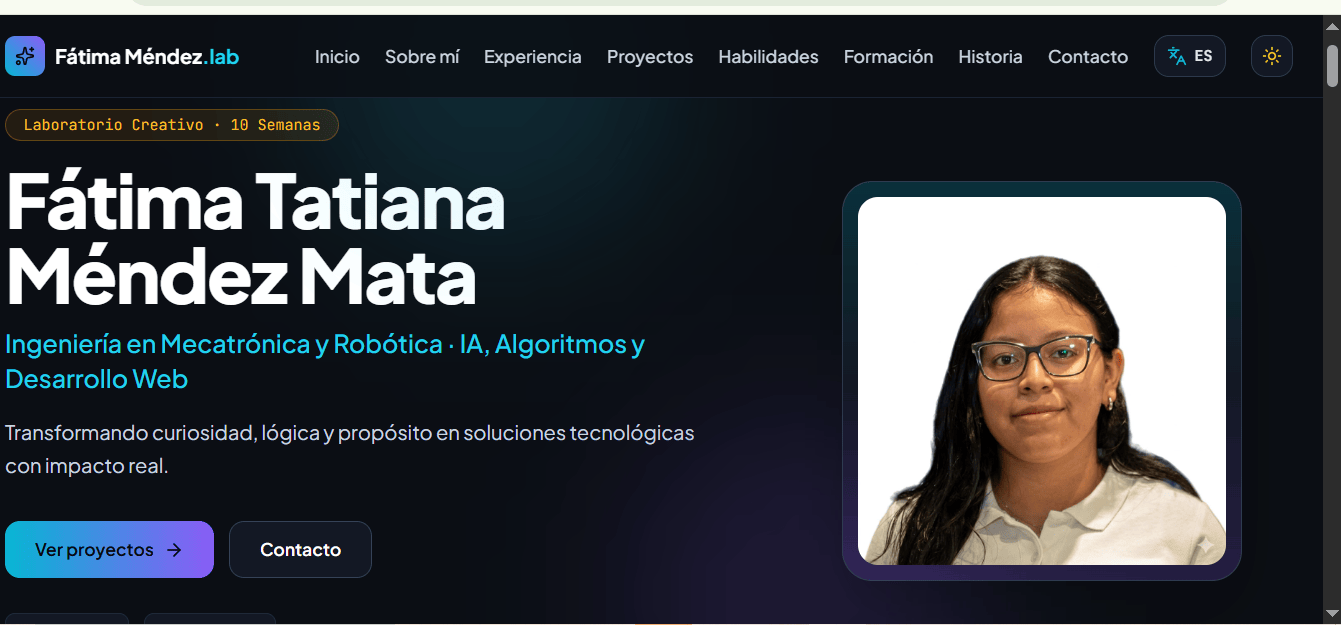 Fátima Méndez.lab
Inicio Sobre mí Experiencia Proyectos Habilidades Formación Historia Contacto ES
Laboratorio Creativo · 10 Semanas
Fátima Tatiana
Méndez Mata
Ingeniería en Mecatrónica y Robótica · IA, Algoritmos y
Desarrollo Web
Transformando curiosidad, lógica y propósito en soluciones tecnológicas
con impacto real.
Ver proyectos →
Contacto